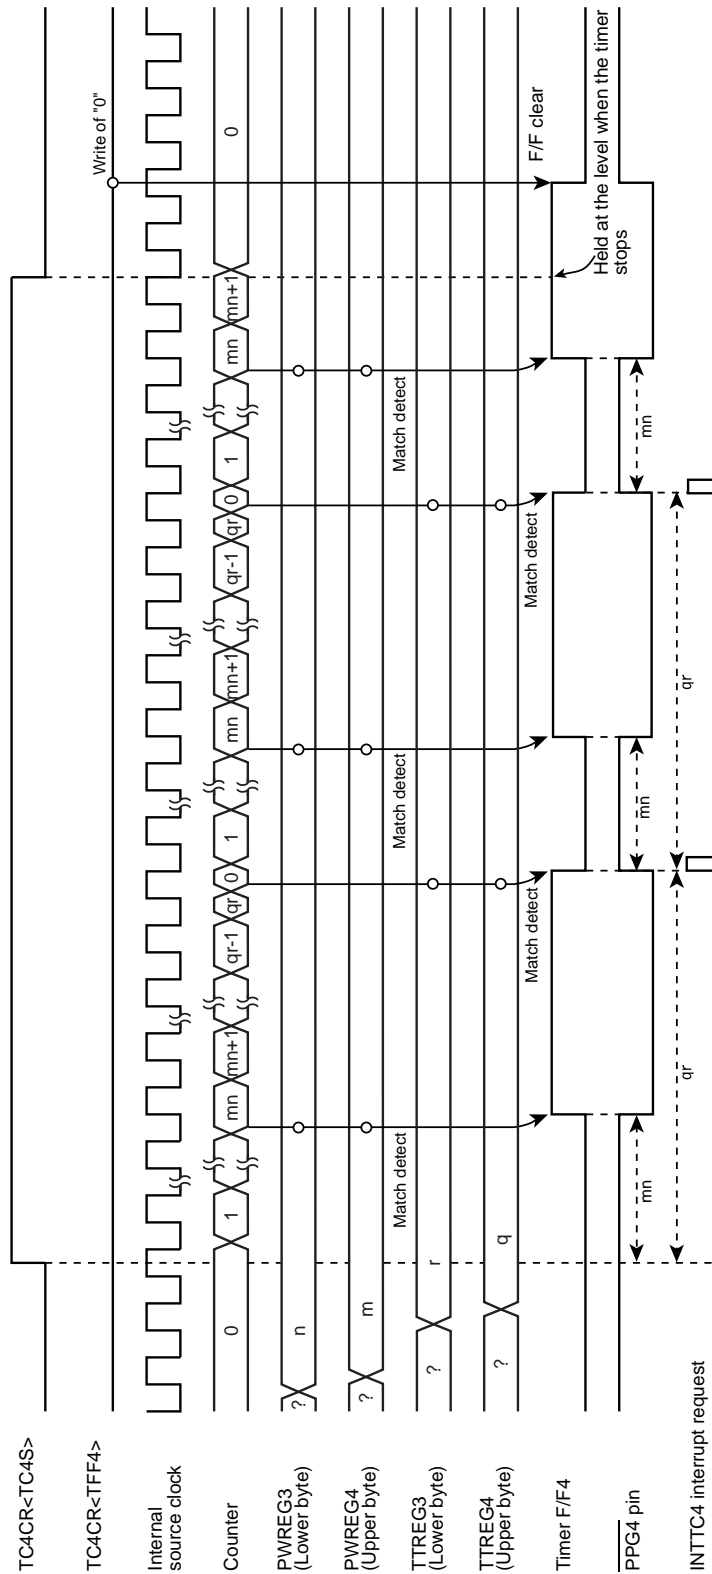 TC4CR<TC4S>
TC4CR<TFF4>
Write of "0"
Internal
source clock
Counter
0
1
mn
mn+1
qr-1
qr
0
1
mn
mn+1
qr-1
qr
0
1
mn
mn+1
0
PWREG3
(Lower byte)
?
n
PWREG4
(Upper byte)
?
m
Match detect
Match detect
Match detect
TTREG3
(Lower byte)
?
r
TTREG4
(Upper byte)
?
q
Match detect
Match detect
F/F clear
Timer F/F4
Held at the level when the timer
stops
PPG4 pin
mn
mn
mn
qr
qr
INTTC4 interrupt request